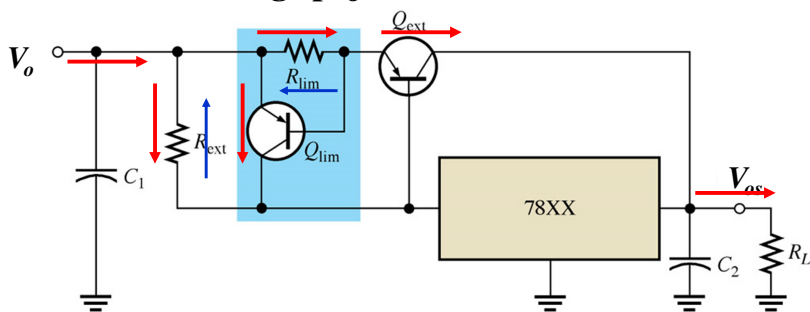 Qext
Vo
Rlim
Rext
Qlim
C1
78XX
Vos
C2
RL